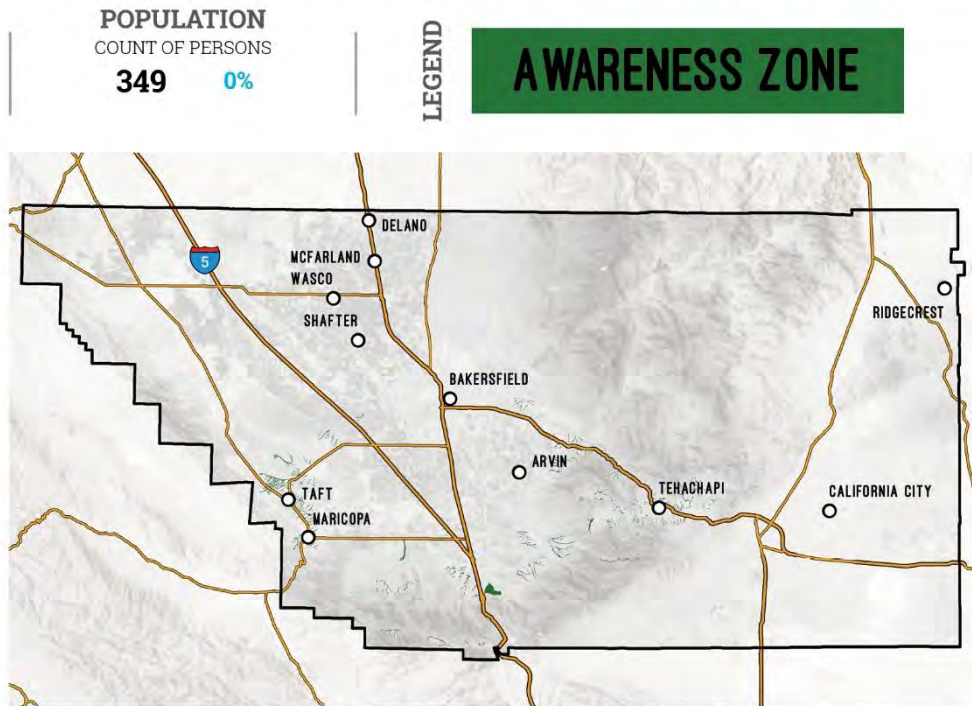 POPULATION
COUNT OF PERSONS
349 0%
LEGEND
AWARENESS ZONE
DELANO
5
MCFARLAND
WASCO
SHAFTER
RIDGECREST
BAKERSFIELD
ARVIN
TAFT
TEHACHAPI
CALIFORNIA CITY
MARICOPA